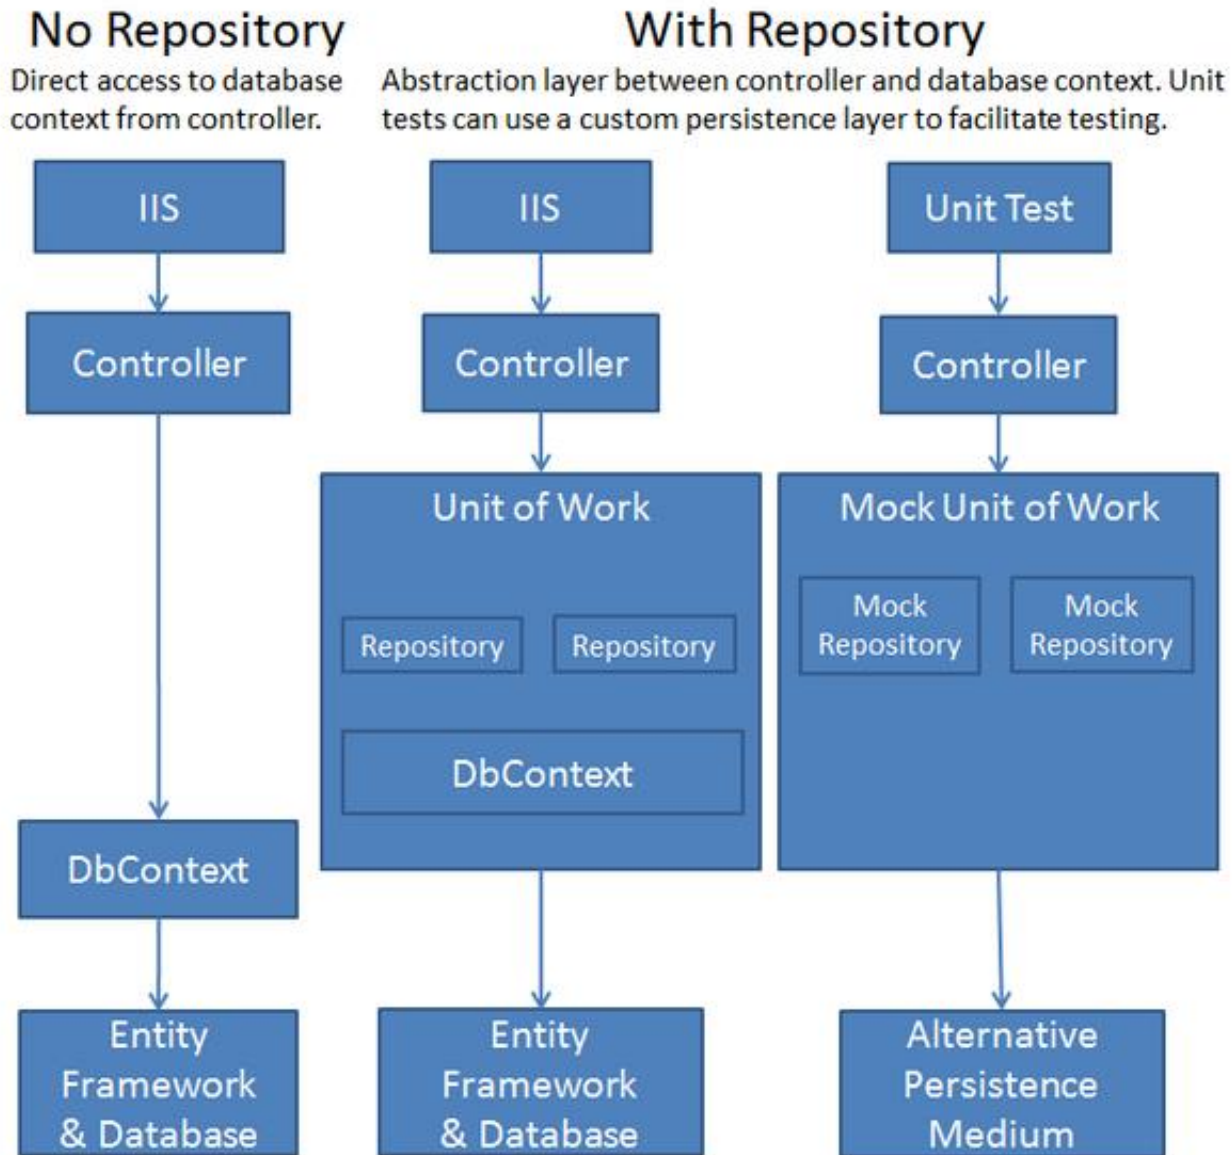 No Repository
Direct access to database
context from controller.
IIS
Controller
DbContext
Entity
Framework
& Database
With Repository
Abstraction layer between controller and database context. Unit
tests can use a custom persistence layer to facilitate testing.
IIS
Controller
Unit of Work
Repository
Repository
DbContext
Entity
Framework
& Database
Unit Test
Controller
Mock Unit of Work
Mock
Repository
Mock
Repository
Alternative
Persistence
Medium